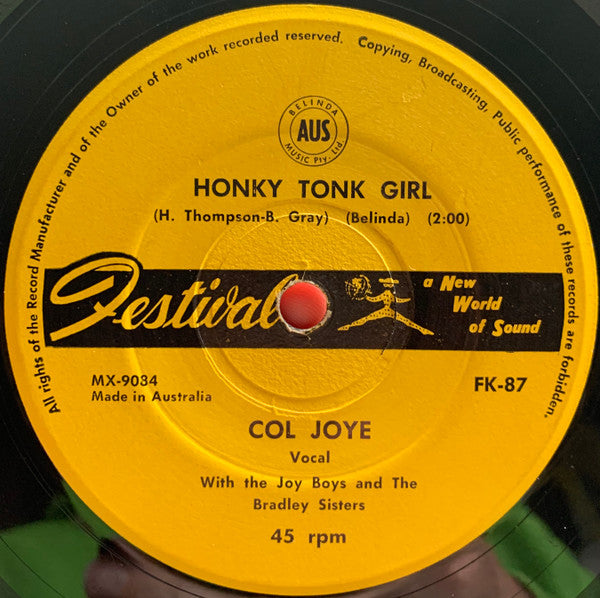 All rights of the Record Manufacturer and of the Owner of the work recorded reserved. Copying, Broadcasting, Public performance of these records are forbidden.
BELINDA
AUS
MUSIC Pty. Ltd
HONKY TONK GIRL
(H. Thompson-B. Gray) (Belinda) (2:00)
Festival
a New
World
of Sound
MX-9034
Made in Australia
FK-87
COL JOYE
Vocal
With the Joy Boys and The
Bradley Sisters
45 rpm